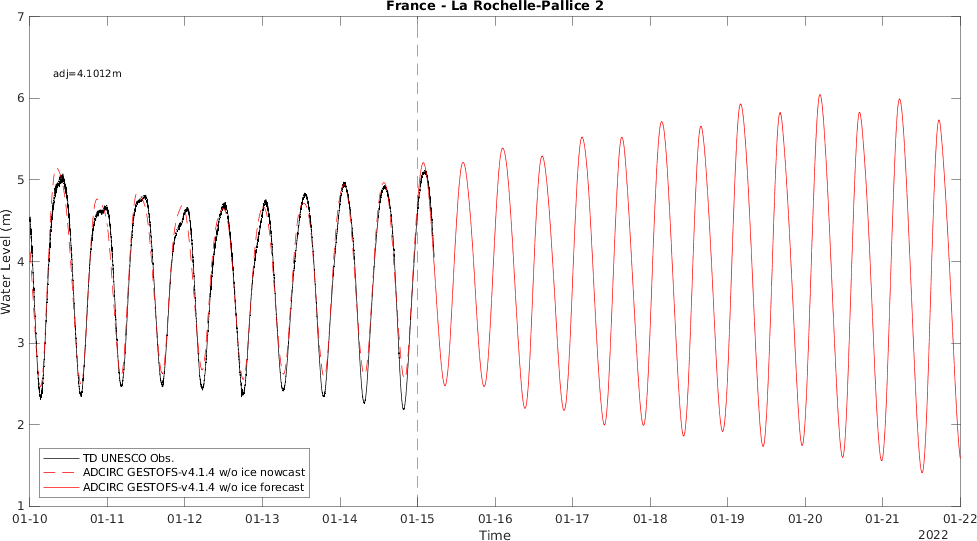 France - La Rochelle-Pallice 2
7
adj=4.1012m
6
5
4
3
2
1
Water Level (m)
TD UNESCO Obs.
ADCIRC GESTOFS-v4.1.4 w/o ice nowcast
ADCIRC GESTOFS-v4.1.4 w/o ice forecast
01-10 01-11 01-12 01-13 01-14 01-15 01-16 01-17 01-18 01-19 01-20 01-21 01-22
Time
2022